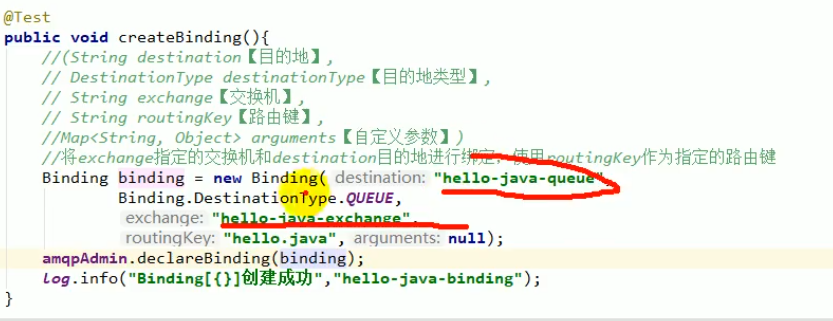 @Test
public void createBinding(){
//(String destination【目的地】,
// DestinationType destinationType【目的地类型】,
// String exchange【交换机】,
// String routingKey【路由键】,
//Map<String, Object> arguments【自定义参数】)
//将exchange指定的交换机和destination目的地进行绑定，使用routingKey作为指定的路由键
Binding binding = new Binding( destination: "hello-java-queue",
Binding.DestinationType.QUEUE,
exchange: "hello-java-exchange",
routingKey: "hello.java", arguments: null);
amqpAdmin.declareBinding(binding);
log.info("Binding[{}]创建成功","hello-java-binding");
}